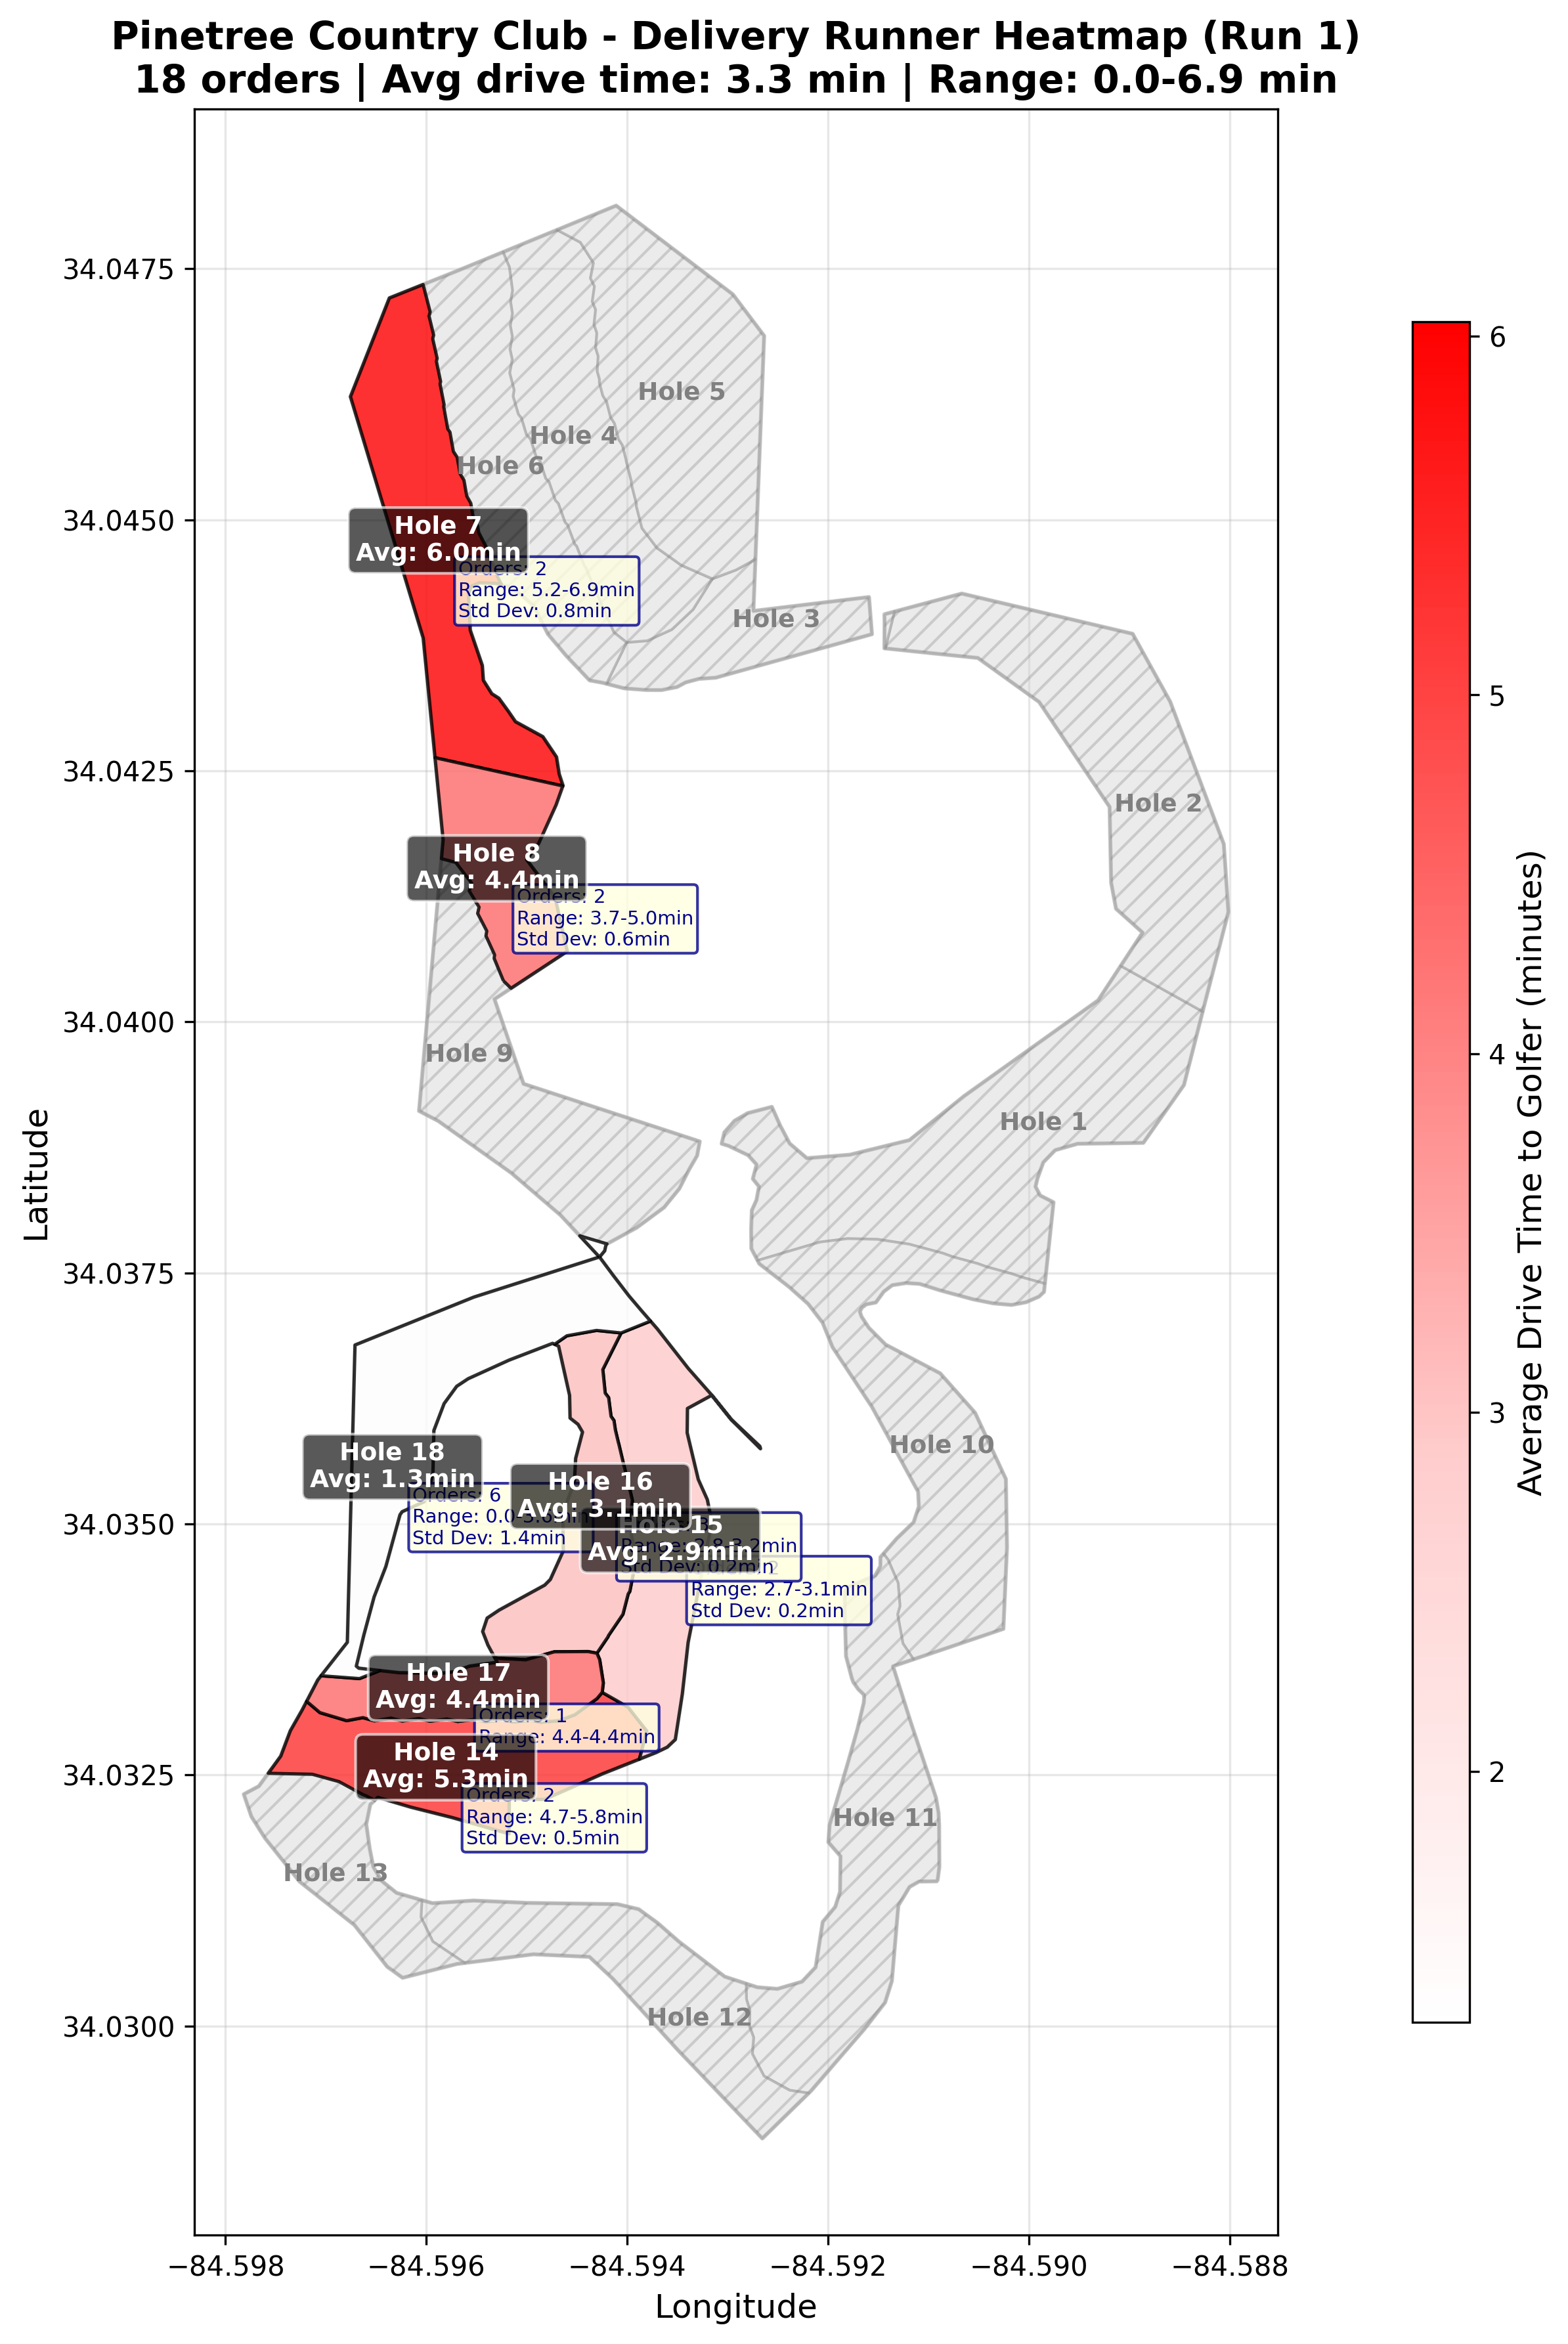 Pinetree Country Club - Delivery Runner Heatmap (Run 1)
18 orders | Avg drive time: 3.3 min | Range: 0.0-6.9 min
34.0475
34.0450
34.0425
34.0400
34.0375
34.0350
34.0325
34.0300
Latitude
Hole 5
Hole 4
Hole 6
Hole 7
Avg: 6.0min
Orders: 2
Range: 5.2-6.9min
Std Dev: 0.8min
Hole 3
Hole 2
Hole 8
Avg: 4.4min
Orders: 2
Range: 3.7-5.0min
Std Dev: 0.6min
Hole 9
Hole 1
Hole 10
Hole 18
Avg: 1.3min
Orders: 6
Range: 0.0-
Std Dev: 1.4min
Hole 16
Avg: 3.1min
Hole 15
Avg: 2.9min
Std Dev: 0.2min
Range: 2.7-3.1min
Std Dev: 0.2min
Hole 17
Avg: 4.4min
Orders: 1
Range: 4.4-4.4min
Hole 14
Avg: 5.3min
Orders: 2
Range: 4.7-5.8min
Std Dev: 0.5min
Hole 11
Hole 13
Hole 12
−84.598
−84.596
−84.594
−84.592
−84.590
−84.588
Longitude
6
5
4
3
2
Average Drive Time to Golfer (minutes)